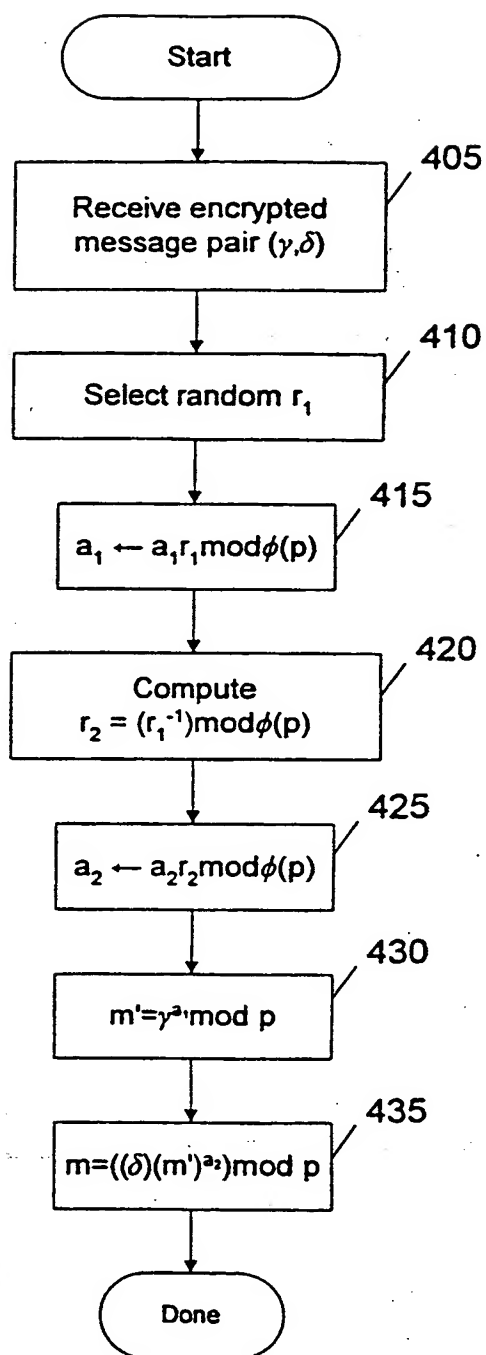 Start
405
Receive encrypted
message pair (γ,δ)
410
Select random r₁
415
a₁ ← a₁r₁modϕ(p)
420
Compute
r₂ = (r₁⁻¹)modϕ(p)
425
a₂ ← a₂r₂modϕ(p)
430
m'=γᵃ¹mod p
435
m=((δ)(m')ᵃ²)mod p
Done